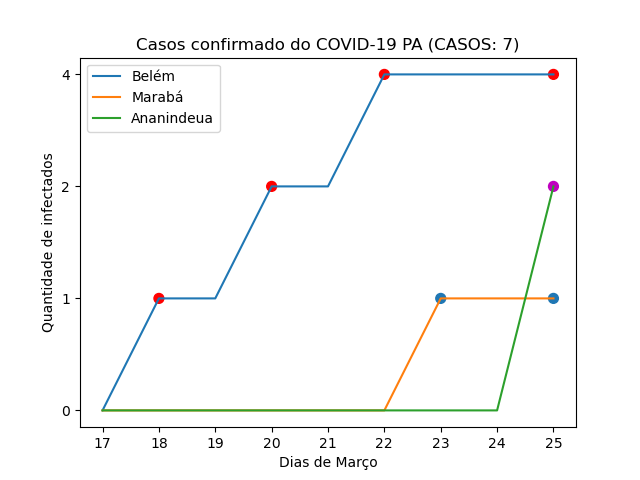 Casos confirmado do COVID-19 PA (CASOS: 7)
Belém
Marabá
Ananindeua
Quantidade de infectados
4
2
1
0
17 18 19 20 21 22 23 24 25
Dias de Março